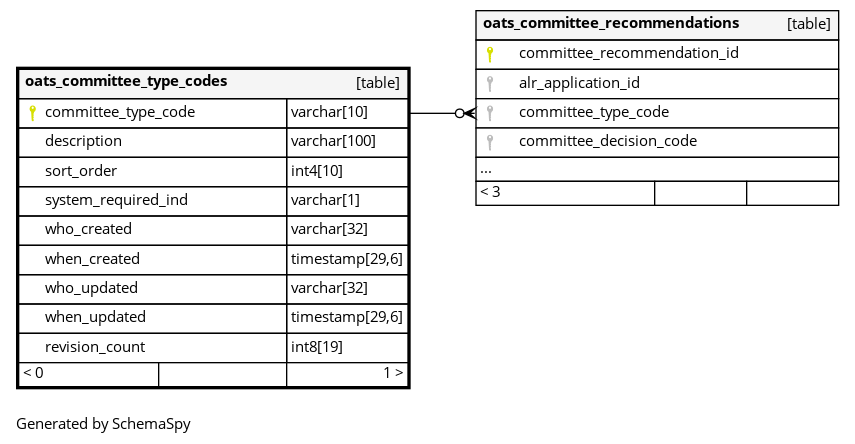 oats_committee_recommendations [table]
committee_recommendation_id
alr_application_id
committee_type_code
committee_decision_code
...
< 3
oats_committee_type_codes [table]
committee_type_code varchar[10]
description varchar[100]
sort_order int4[10]
system_required_ind varchar[1]
who_created varchar[32]
when_created timestamp[29,6]
who_updated varchar[32]
when_updated timestamp[29,6]
revision_count int8[19]
< 0 1 >
Generated by SchemaSpy